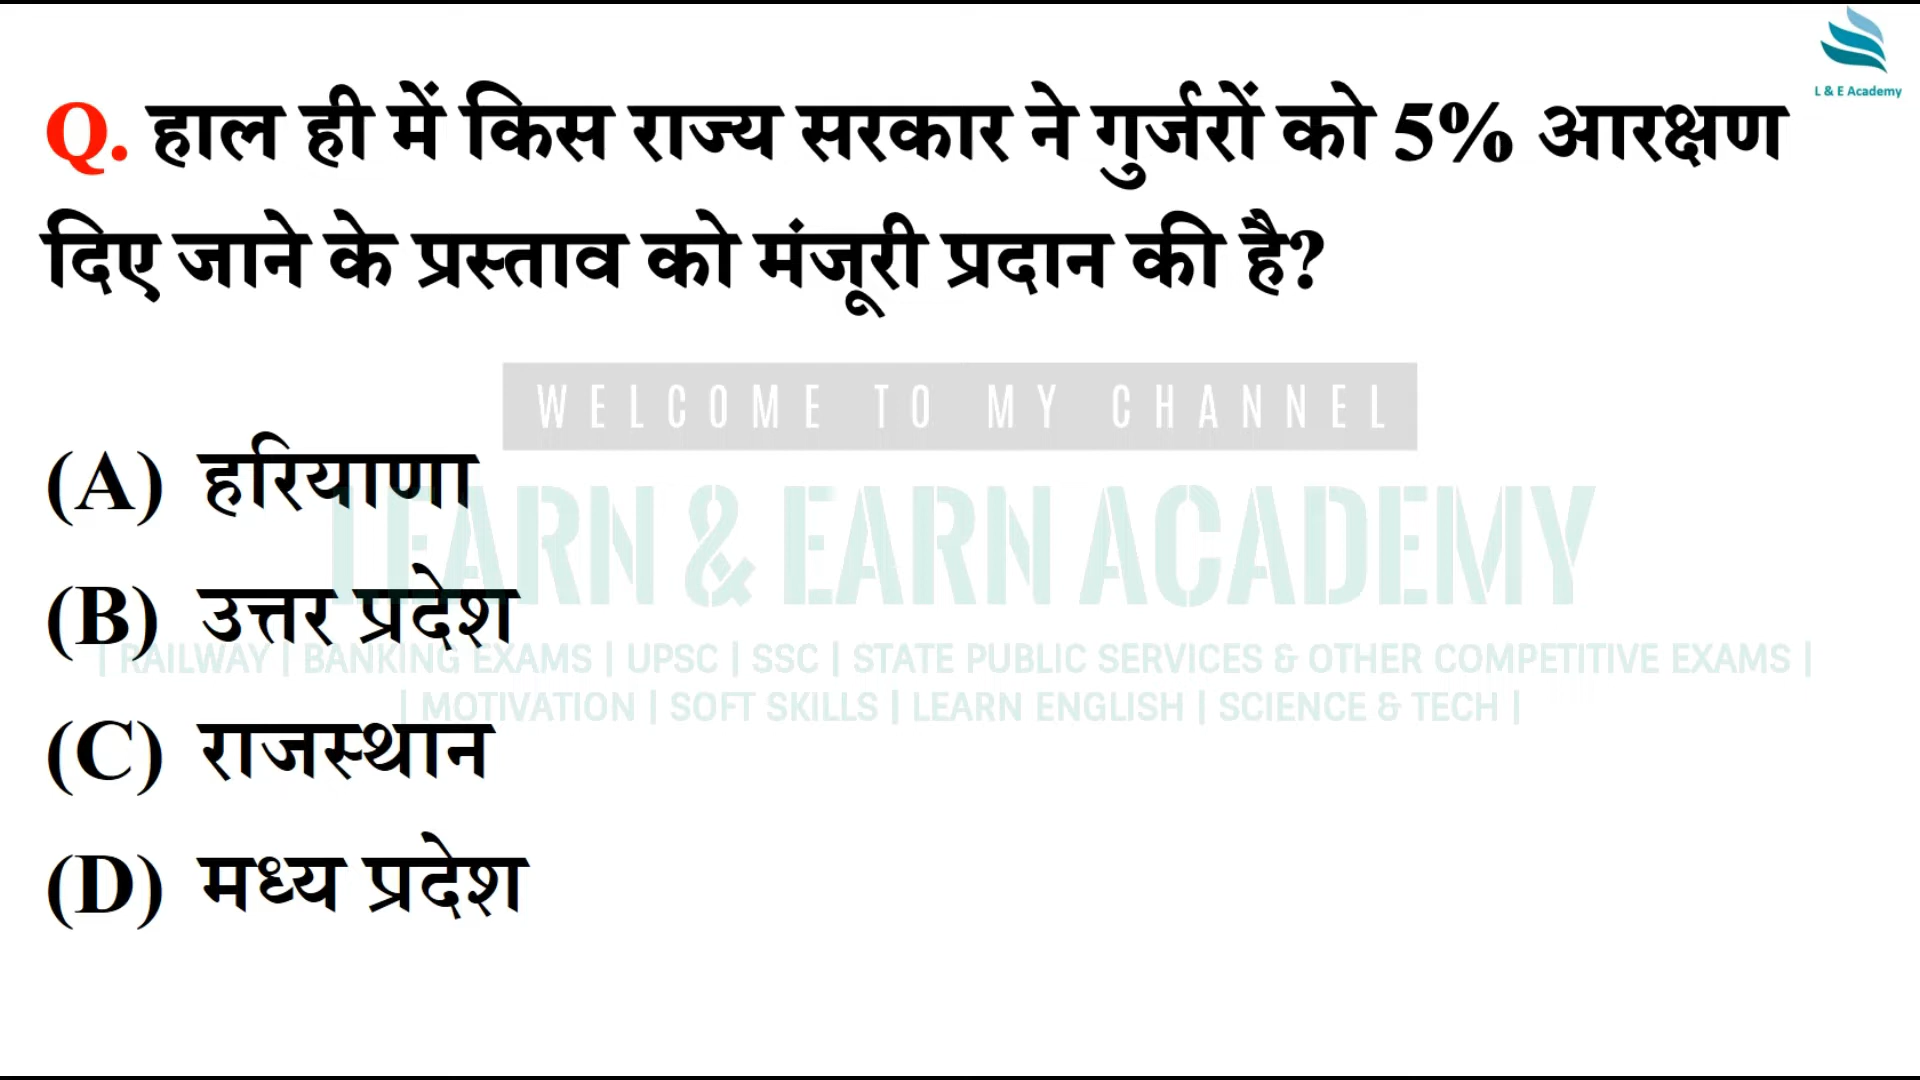 L & E Academy
Q. हाल ही में किस राज्य सरकार ने गुर्जरों को 5% आरक्षण
दिए जाने के प्रस्ताव को मंजूरी प्रदान की है?
WELCOME TO MY CHANNEL
(A) हरियाणा
LEARN & EARN ACADEMY
(B) उत्तर प्रदेश
| RAILWAY | BANKING EXAMS | UPSC | SSC | STATE PUBLIC SERVICES & OTHER COMPETITIVE EXAMS |
| MOTIVATION | SOFT SKILLS | LEARN ENGLISH | SCIENCE & TECH |
(C) राजस्थान
(D) मध्य प्रदेश